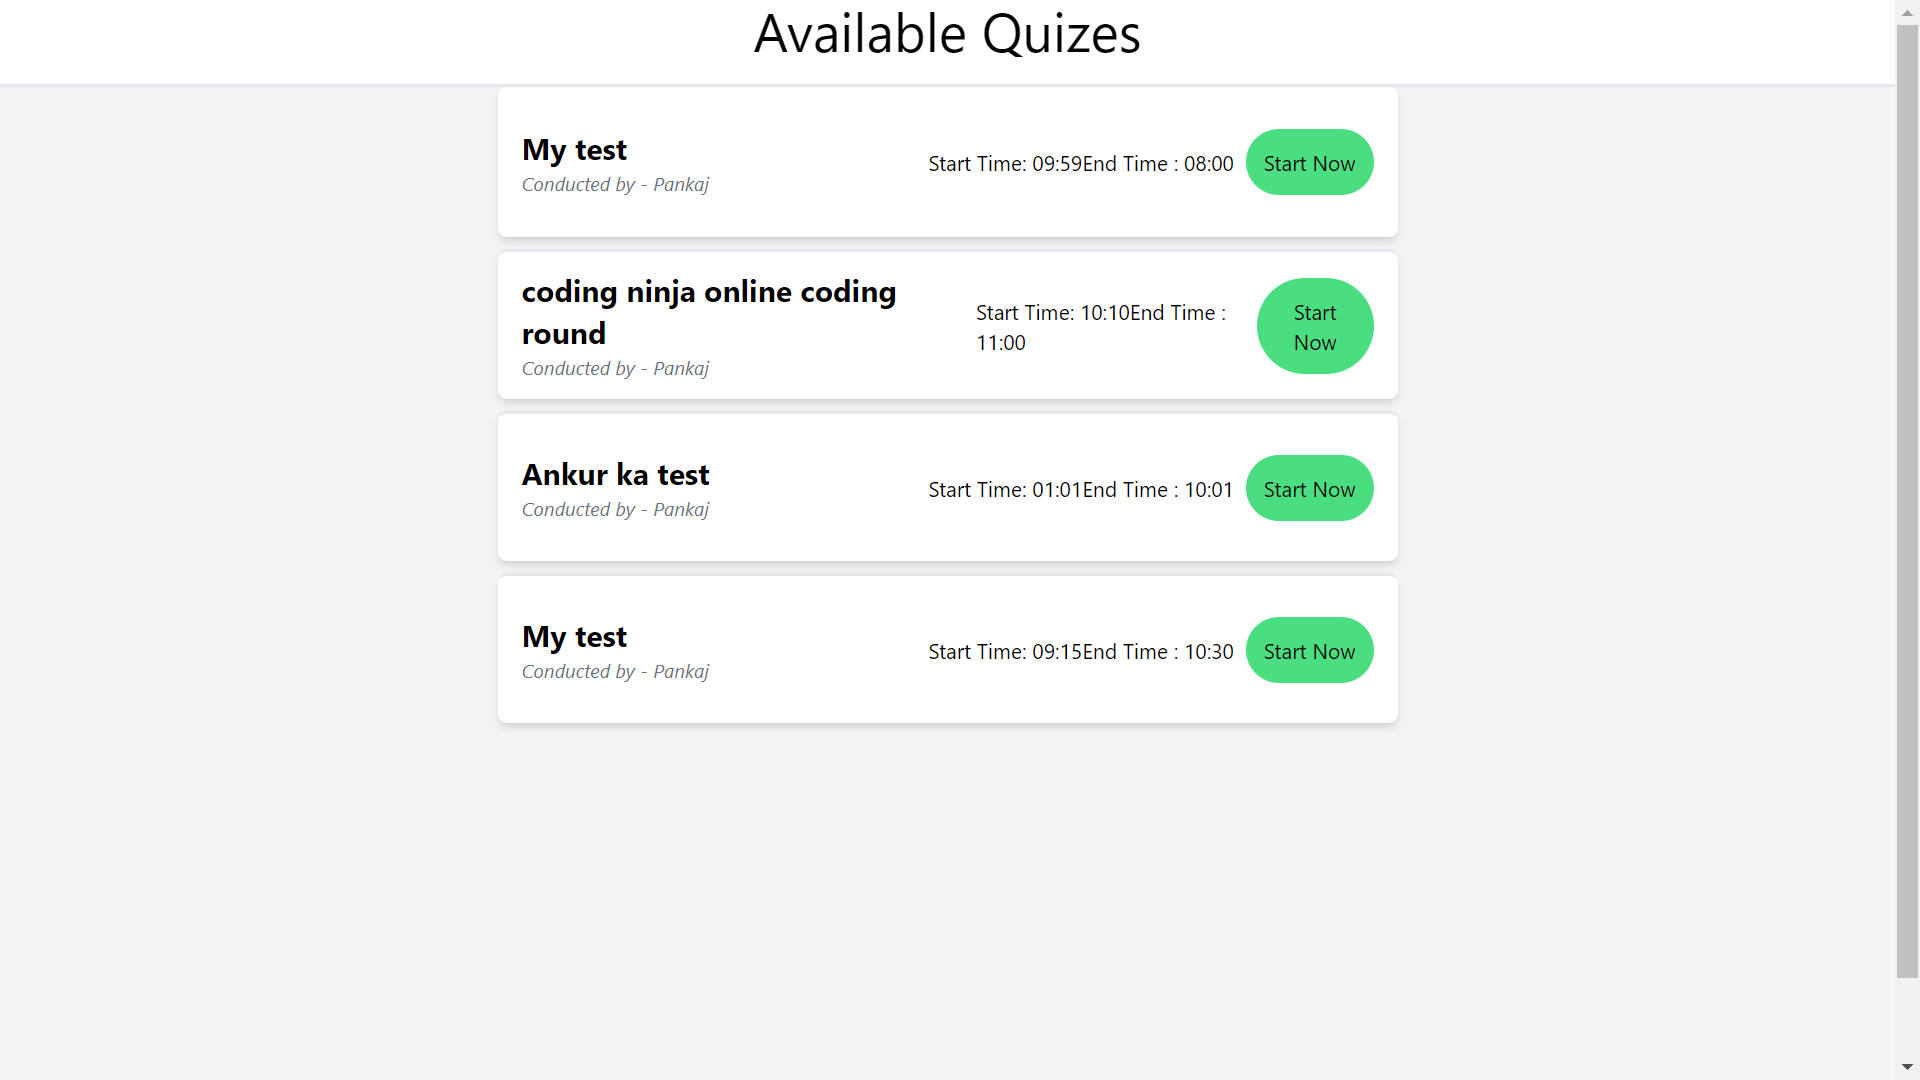 Available Quizes
My test
Conducted by - Pankaj
Start Time: 09:59End Time : 08:00
Start Now
coding ninja online coding
round
Conducted by - Pankaj
Start Time: 10:10End Time :
11:00
Start
Now
Ankur ka test
Conducted by - Pankaj
Start Time: 01:01End Time : 10:01
Start Now
My test
Conducted by - Pankaj
Start Time: 09:15End Time : 10:30
Start Now